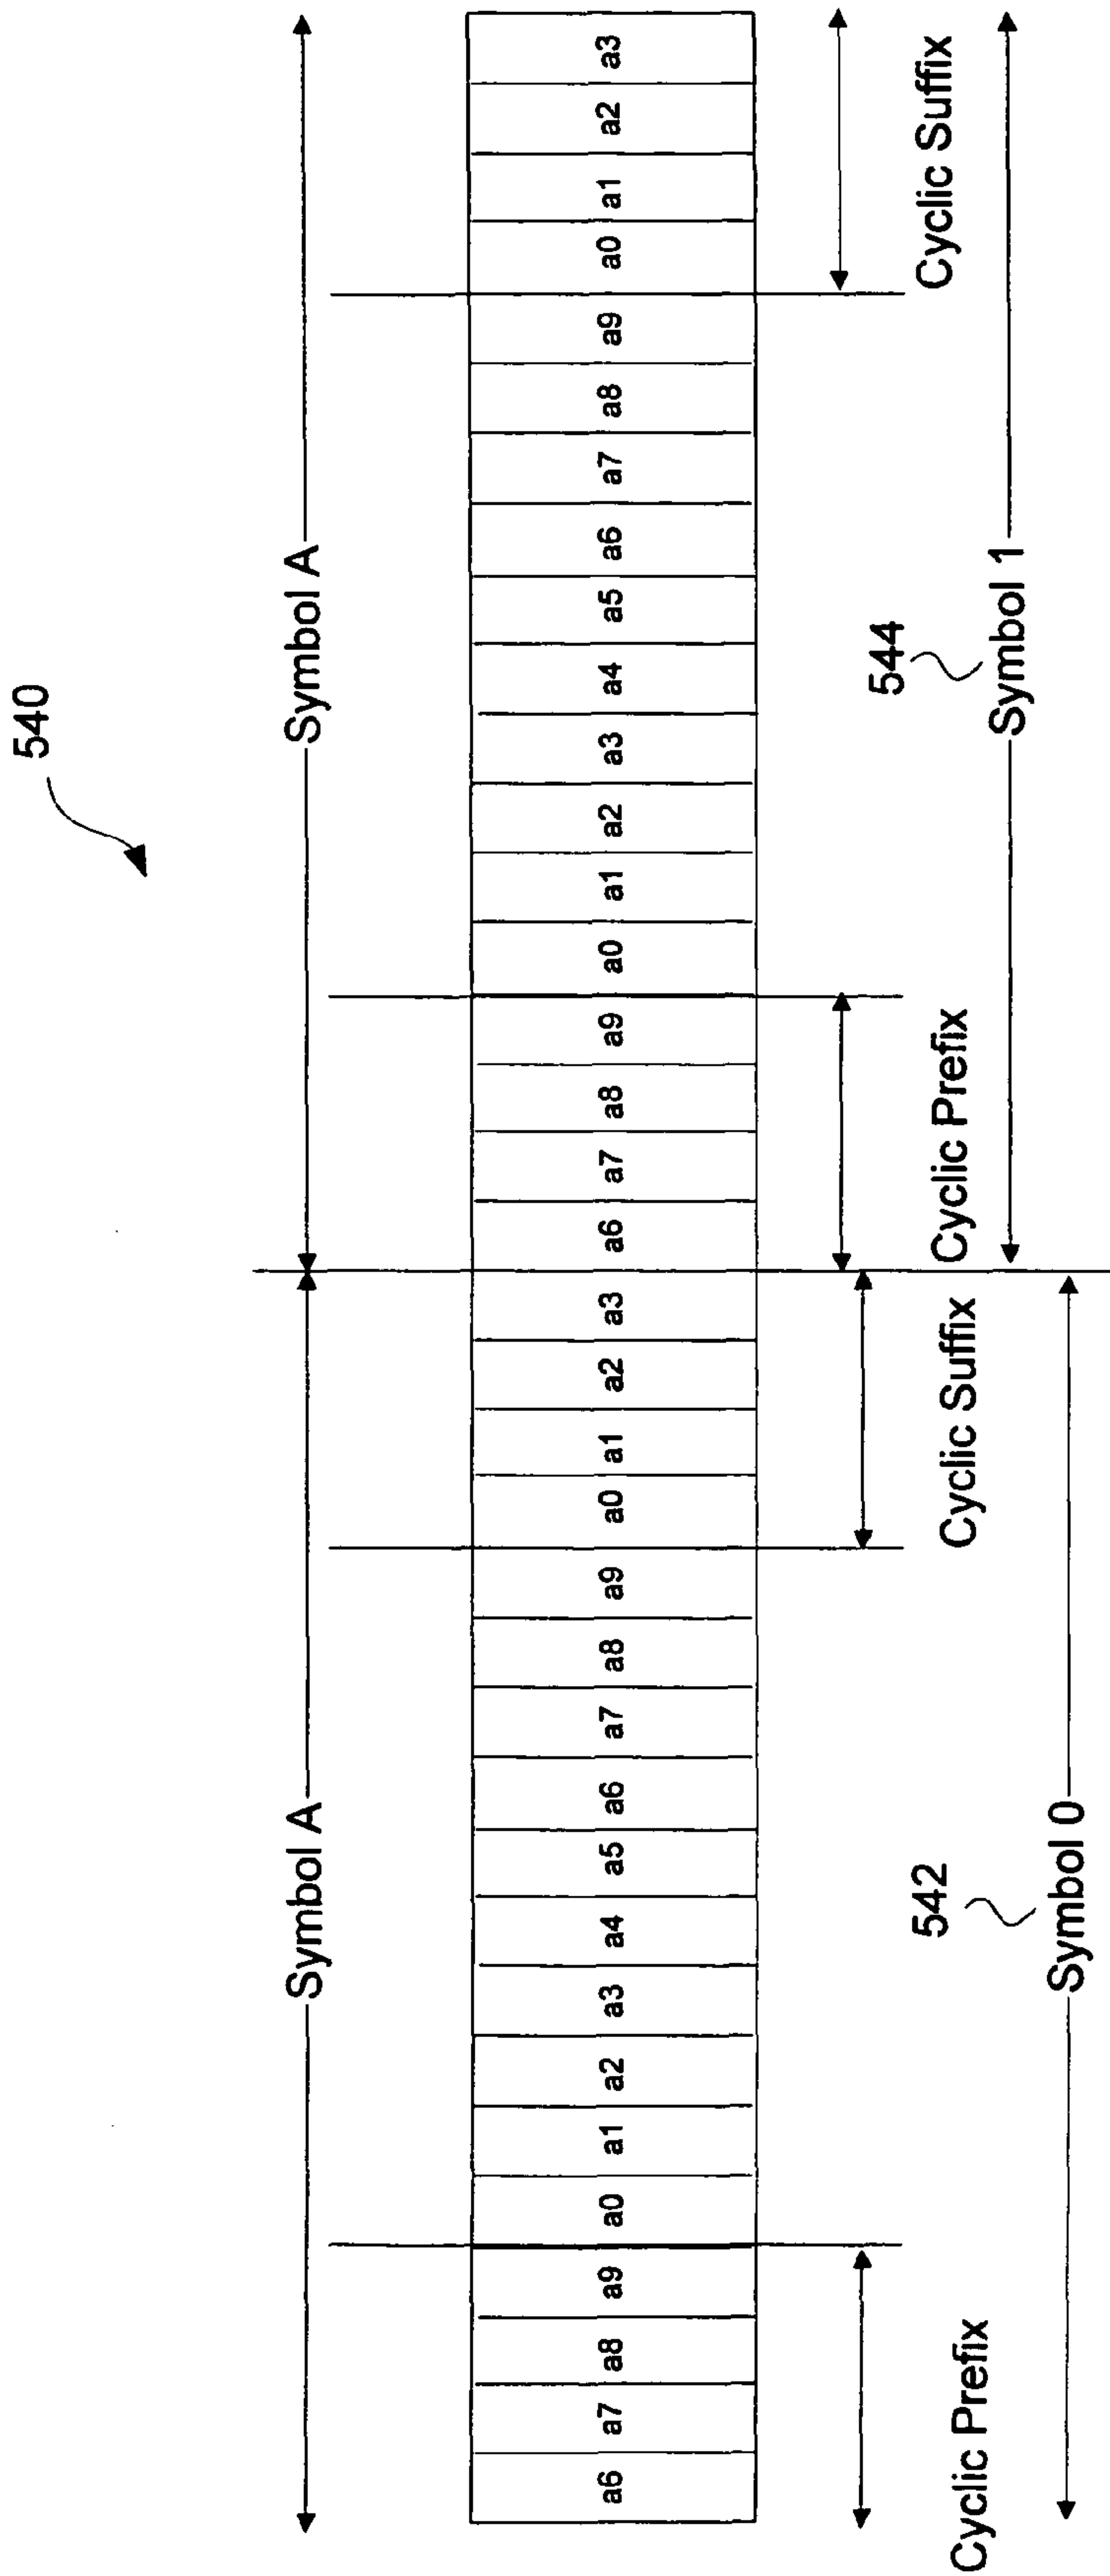 540
Symbol A
Symbol A
a6 a7 a8 a9 a0 a1 a2 a3 a4 a5 a6 a7 a8 a9 a0 a1 a2 a3 a6 a7 a8 a9 a0 a1 a2 a3 a4 a5 a6 a7 a8 a9 a0 a1 a2 a3
Cyclic Prefix
Cyclic Suffix
Cyclic Prefix
Cyclic Suffix
542
Symbol 0
544
Symbol 1